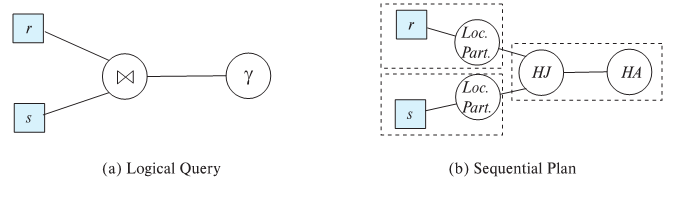 r
s
⋈
γ
(a) Logical Query
r
Loc.
Part.
s
Loc.
Part.
HJ
HA
(b) Sequential Plan